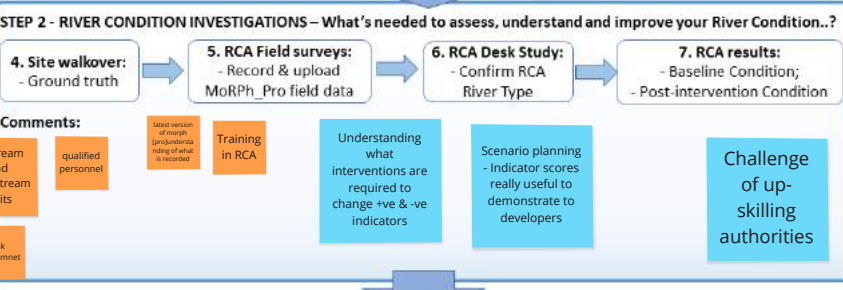 STEP 2 - RIVER CONDITION INVESTIGATIONS – What's needed to assess, understand and improve your River Condition..?
4. Site walkover:
- Ground truth
5. RCA Field surveys:
- Record & upload
MoRPh_Pro field data
6. RCA Desk Study:
- Confirm RCA
River Type
7. RCA results:
- Baseline Condition;
- Post-intervention Condition
Comments:
qualified
personnel
latest version
of morph
[pro]understa
nding of what
is recorded
Training
in RCA
Understanding
what
interventions are
required to
change +ve & -ve
indicators
Scenario planning
- Indicator scores
really useful to
demonstrate to
developers
Challenge
of up-
skilling
authorities